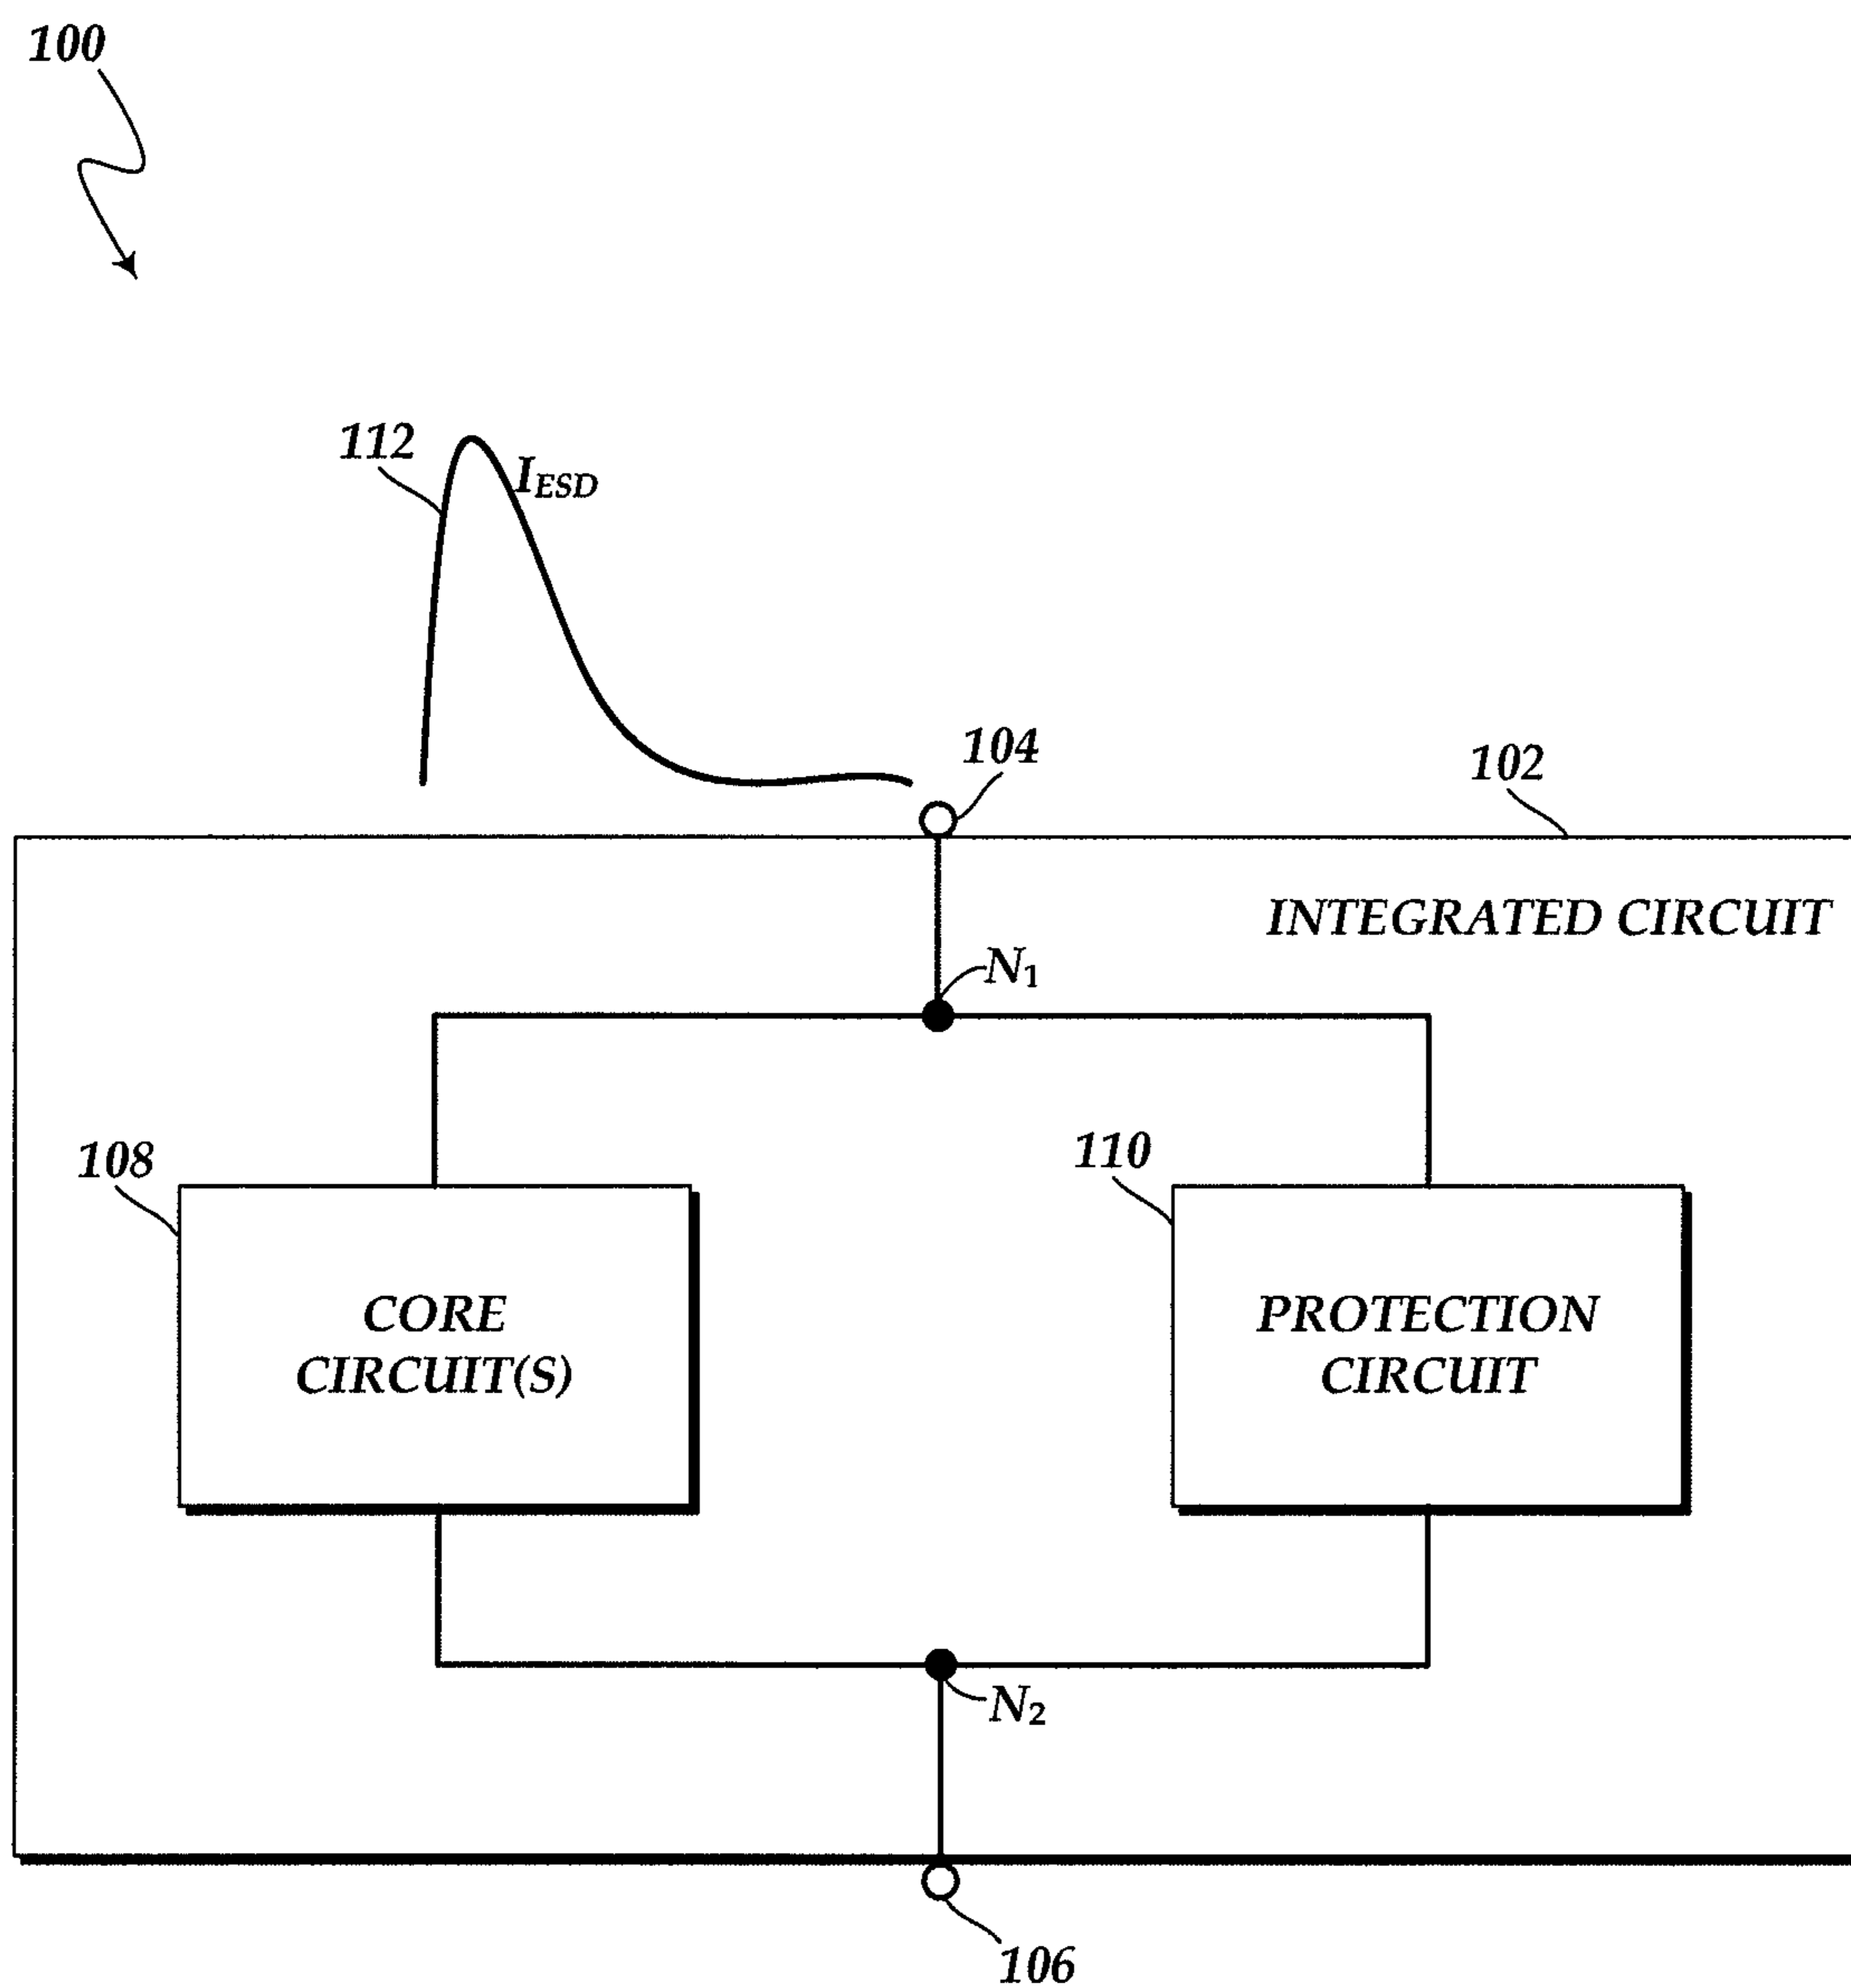 100
112
I_ESD
104
102
INTEGRATED CIRCUIT
N₁
108
110
CORE
CIRCUIT(S)
PROTECTION
CIRCUIT
N₂
106